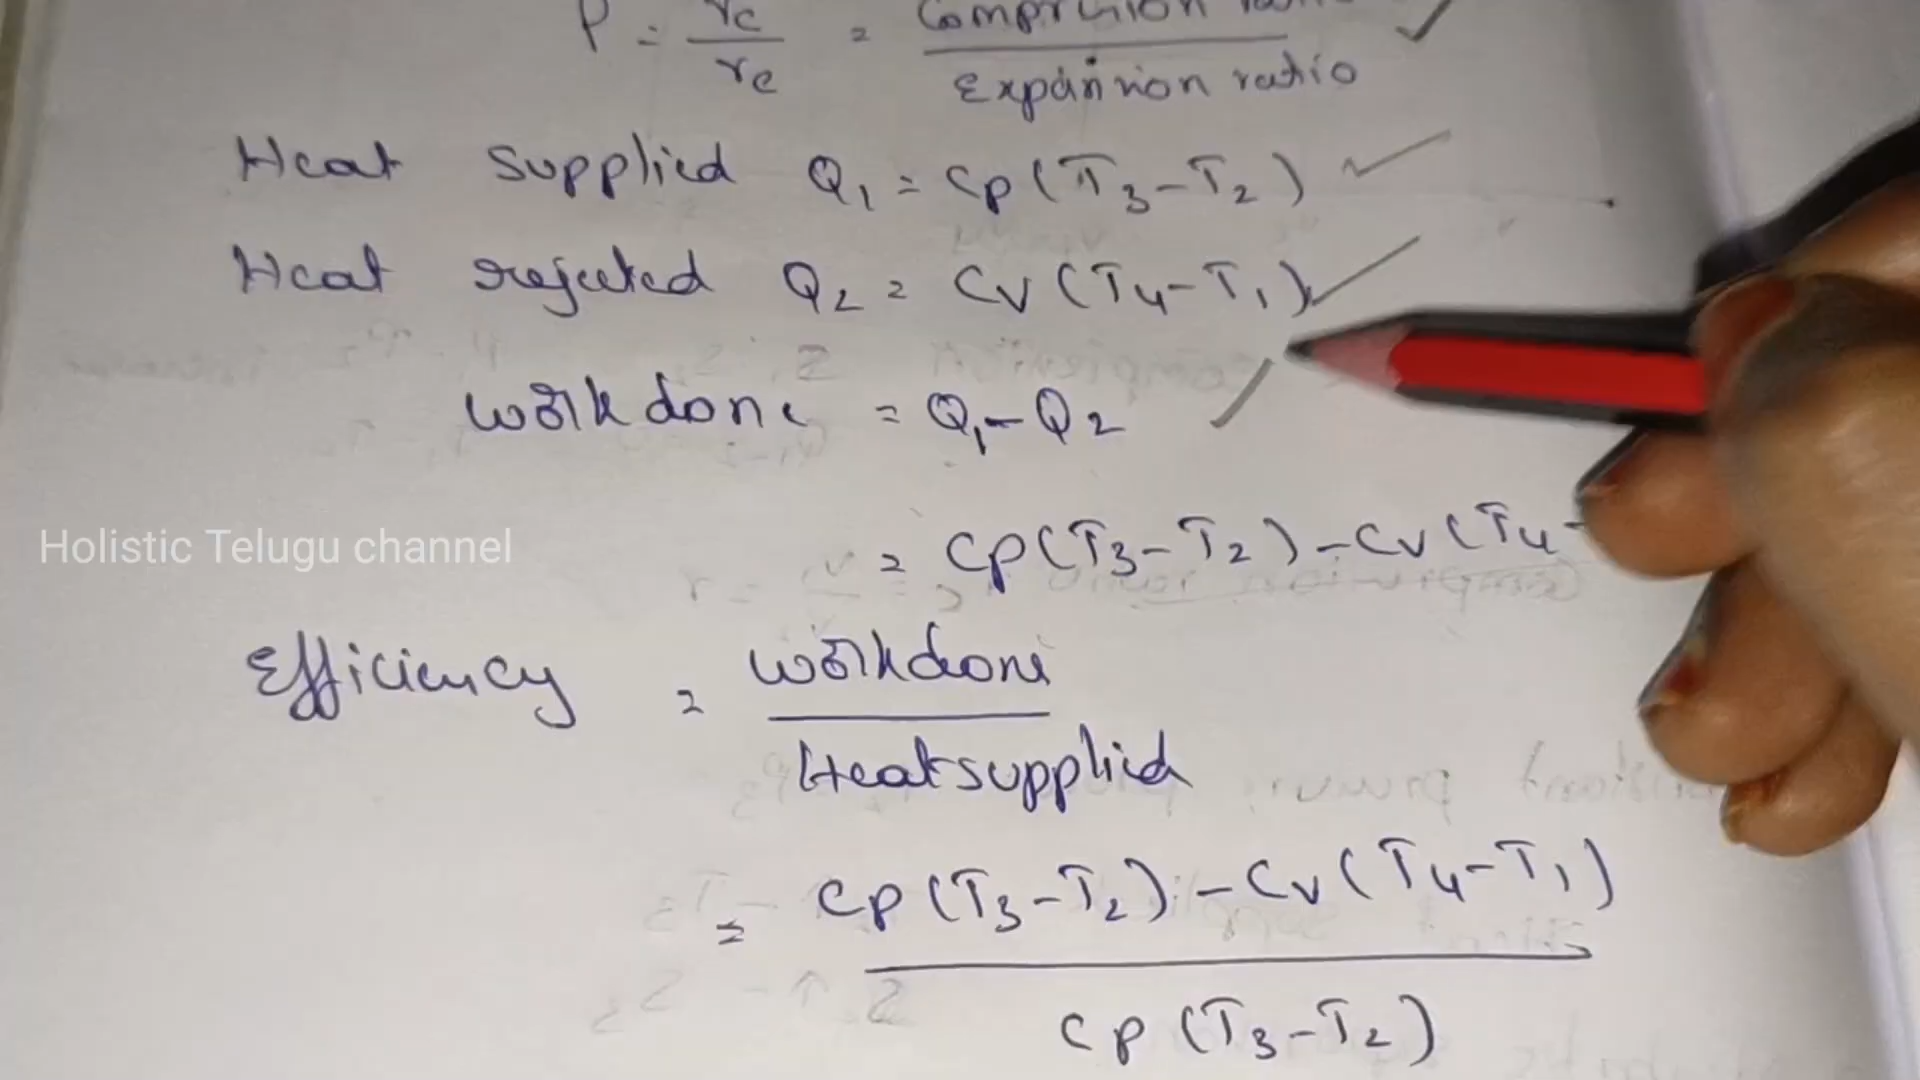 ρ = rc/re = Compression
Expansion ratio
Heat supplied Q1 = Cp(T3-T2)
Heat rejected Q2 = Cv(T4-T1)
Workdone = Q1-Q2
= Cp(T3-T2)-Cv(T4-
Holistic Telugu channel
Efficiency = Workdone
Heatsupplied
= Cp(T3-T2)-Cv(T4-T1)
Cp(T3-T2)